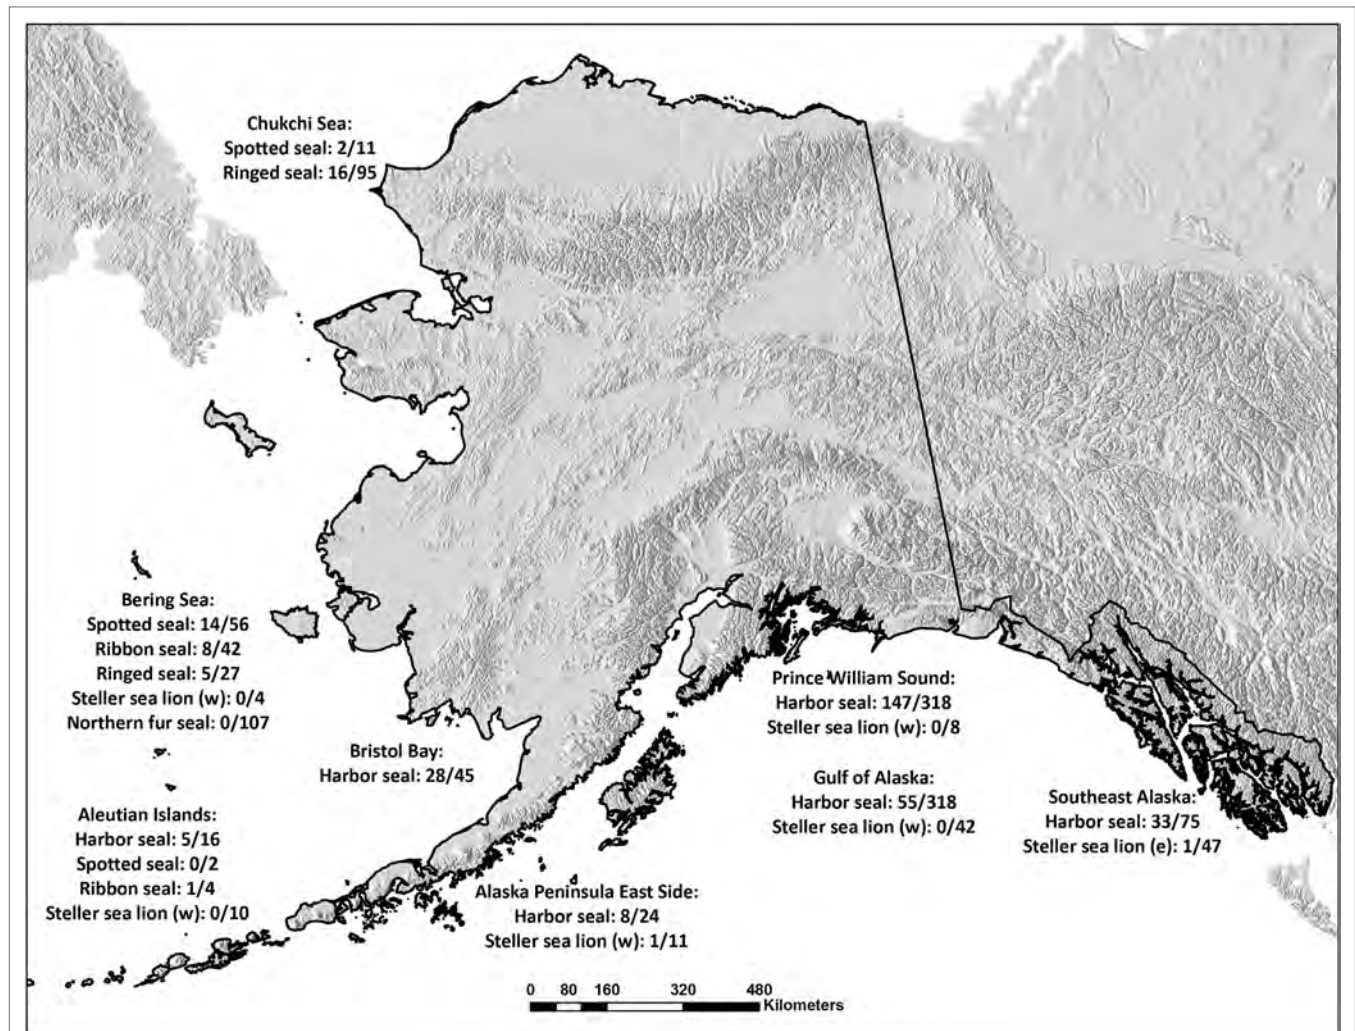 Chukchi Sea:
Spotted seal: 2/11
Ringed seal: 16/95
Bering Sea:
Spotted seal: 14/56
Ribbon seal: 8/42
Ringed seal: 5/27
Steller sea lion (w): 0/4
Northern fur seal: 0/107
Bristol Bay:
Harbor seal: 28/45
Prince William Sound:
Harbor seal: 147/318
Steller sea lion (w): 0/8
Gulf of Alaska:
Harbor seal: 55/318
Steller sea lion (w): 0/42
Southeast Alaska:
Harbor seal: 33/75
Steller sea lion (e): 1/47
Aleutian Islands:
Harbor seal: 5/16
Spotted seal: 0/2
Ribbon seal: 1/4
Steller sea lion (w): 0/10
Alaska Peninsula East Side:
Harbor seal: 8/24
Steller sea lion (w): 1/11
0 80 160 320 480
Kilometers